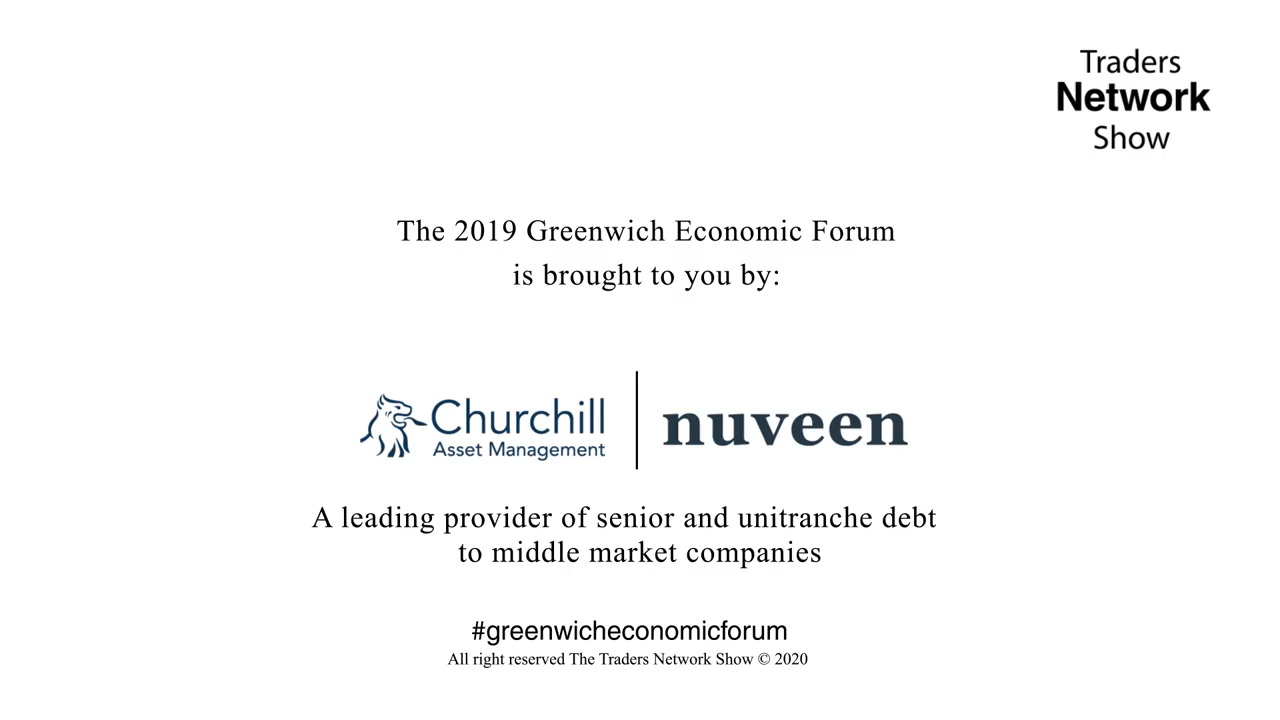 Traders
Network
Show
The 2019 Greenwich Economic Forum
is brought to you by:
Churchill
Asset Management
nuveen
A leading provider of senior and unitranche debt
to middle market companies
#greenwicheconomicforum
All right reserved The Traders Network Show © 2020